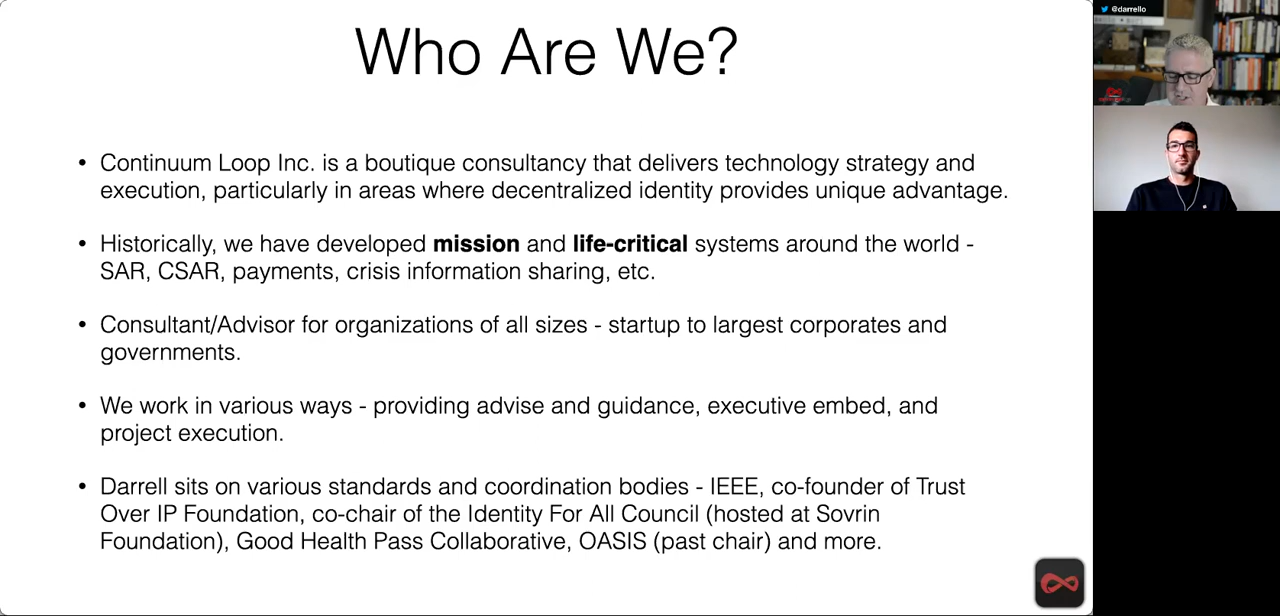 Who Are We?
• Continuum Loop Inc. is a boutique consultancy that delivers technology strategy and
execution, particularly in areas where decentralized identity provides unique advantage.
• Historically, we have developed mission and life-critical systems around the world -
SAR, CSAR, payments, crisis information sharing, etc.
• Consultant/Advisor for organizations of all sizes - startup to largest corporates and
governments.
• We work in various ways - providing advise and guidance, executive embed, and
project execution.
• Darrell sits on various standards and coordination bodies - IEEE, co-founder of Trust
Over IP Foundation, co-chair of the Identity For All Council (hosted at Sovrin
Foundation), Good Health Pass Collaborative, OASIS (past chair) and more.
@darrello